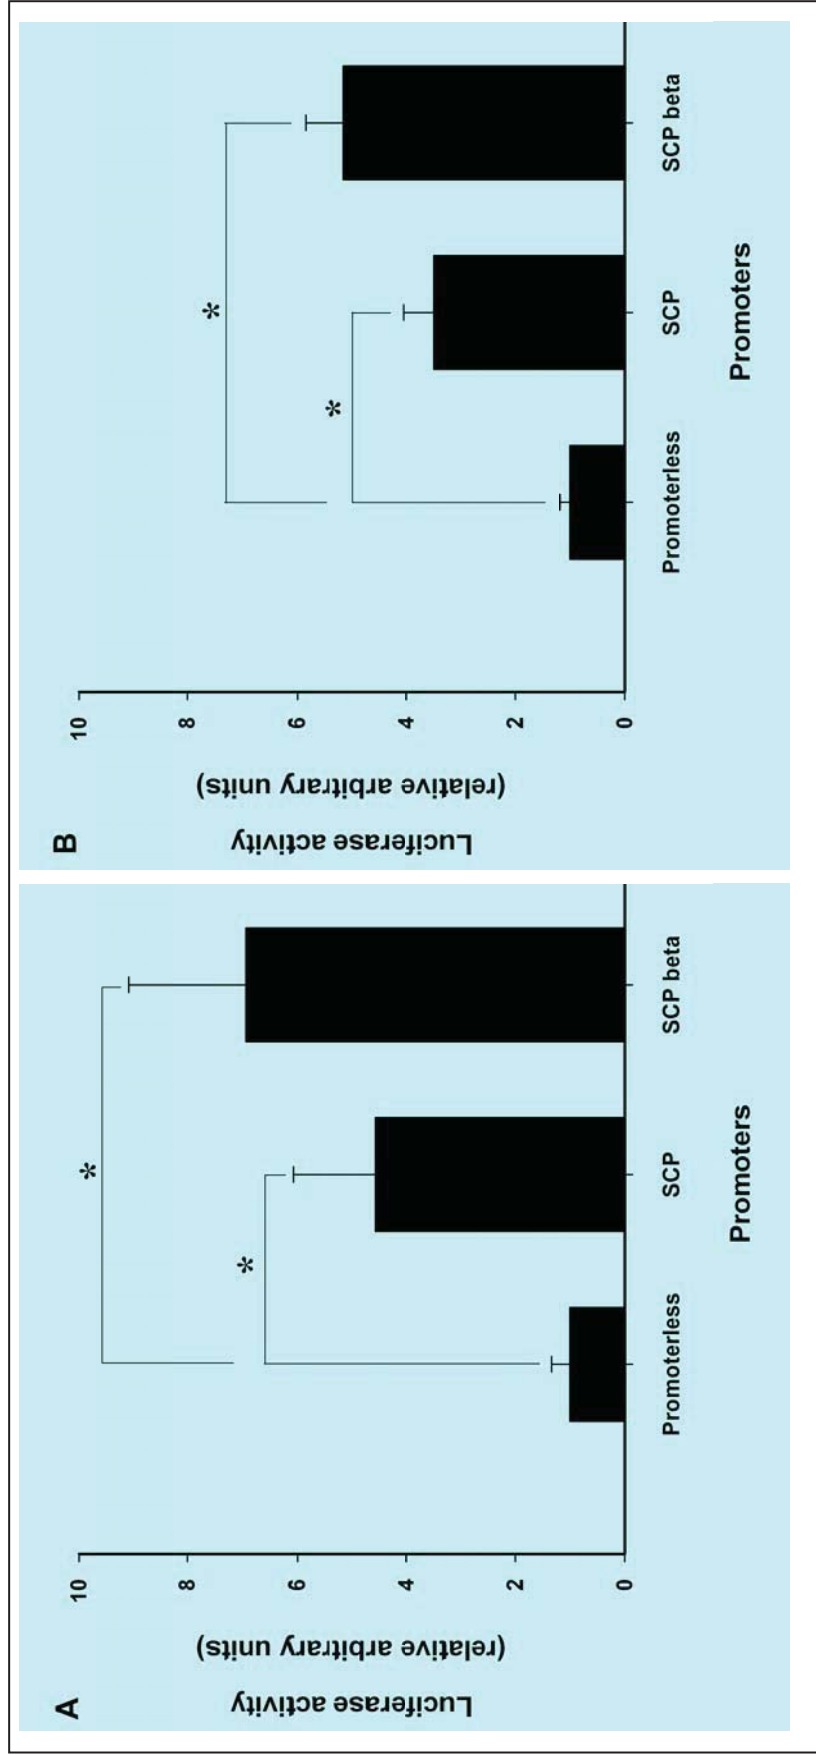 A
Luciferase activity
(relative arbitrary units)
10
8
6
4
2
0
*
*
Promoterless
SCP
SCP beta
Promoters
B
Luciferase activity
(relative arbitrary units)
10
8
6
4
2
0
*
*
Promoterless
SCP
SCP beta
Promoters